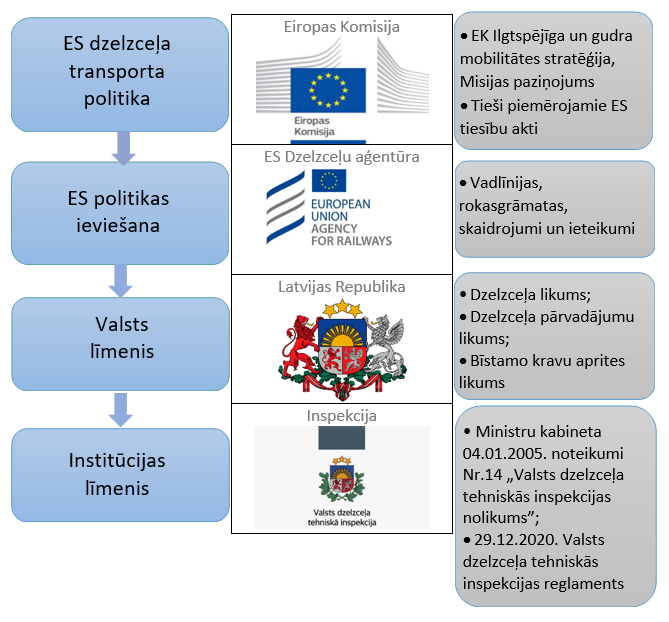 ES dzelzceļa
transporta
politika
Eiropas Komisija
Eiropas
Komisija
• EK Ilgtspējīga un gudra
mobilitātes stratēģija,
Misijas paziņojums
• Tieši piemērojamie ES
tiesību akti
ES politikas
ieviešana
ES Dzelzceļu aģentūra
EUROPEAN
UNION
AGENCY
FOR RAILWAYS
• Vadlīnijas,
rokasgrāmatas,
skaidrojumi un ieteikumi
Valsts
līmenis
Latvijas Republika
• Dzelzceļa likums;
• Dzelzceļa pārvadājumu
likums;
• Bīstamo kravu aprites
likums
Institūcijas
līmenis
Inspekcija
Valsts dzelzceļa
tehniskā inspekcija
• Ministru kabineta
04.01.2005. noteikumi
Nr.14 „Valsts dzelzceļa
tehniskās inspekcijas
nolikums”;
• 29.12.2020. Valsts
dzelzceļa tehniskās
inspekcijas reglaments